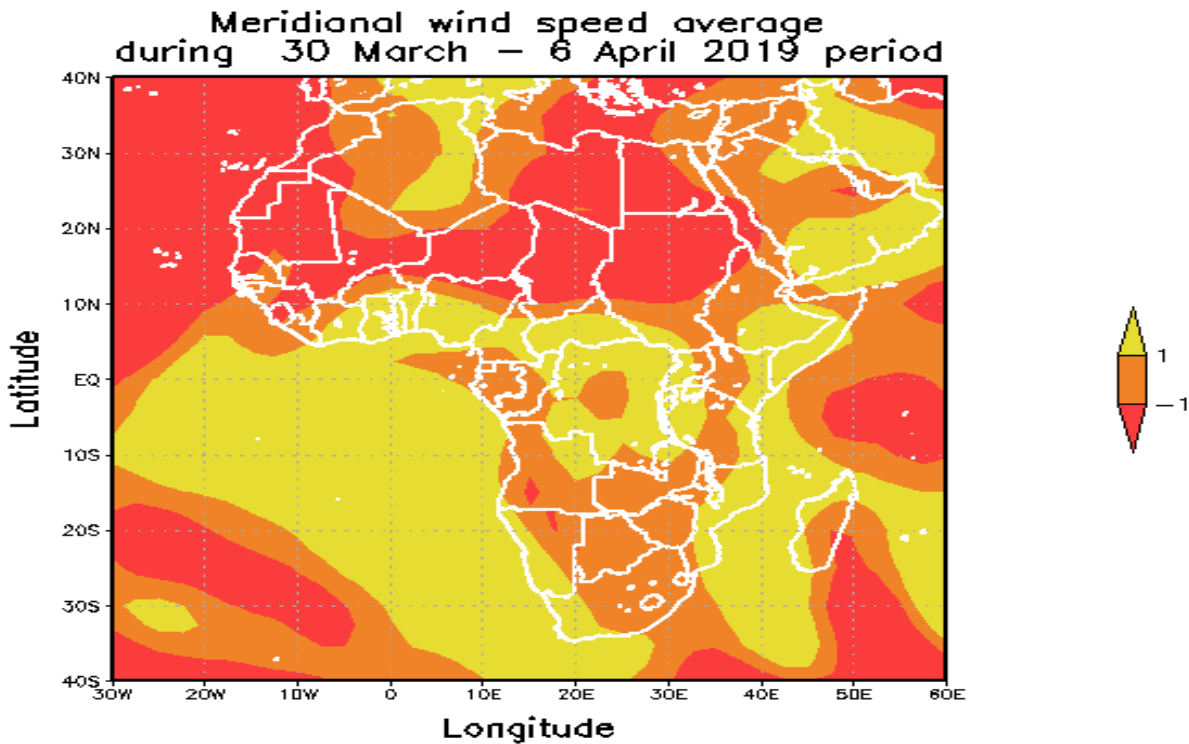 Meridianal wind speed average
during 30 March – 6 April 2019 period
40N
30N
20N
10N
EQ
10S
20S
30S
40S
Latitude
30W 20W 10W 0 10E 20E 30E 40E 50E 60E
Longitude
1
−1